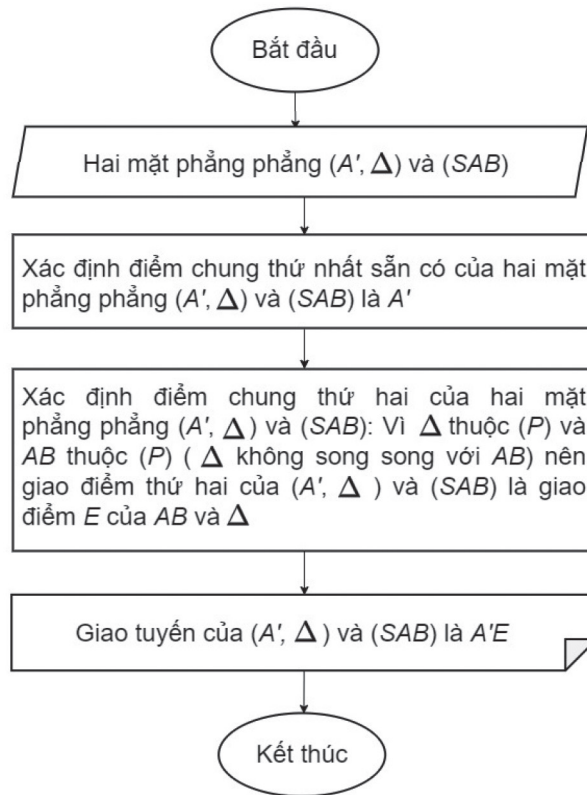 Bắt đầu
Hai mặt phẳng phẳng (A', Δ) và (SAB)
Xác định điểm chung thứ nhất sẵn có của hai mặt
phẳng phẳng (A', Δ) và (SAB) là A'
Xác định điểm chung thứ hai của hai mặt
phẳng phẳng (A', Δ) và (SAB): Vì Δ thuộc (P) và
AB thuộc (P) ( Δ không song song với AB) nên
giao điểm thứ hai của (A', Δ ) và (SAB) là giao
điểm E của AB và Δ
Giao tuyến của (A', Δ ) và (SAB) là A'E
Kết thúc